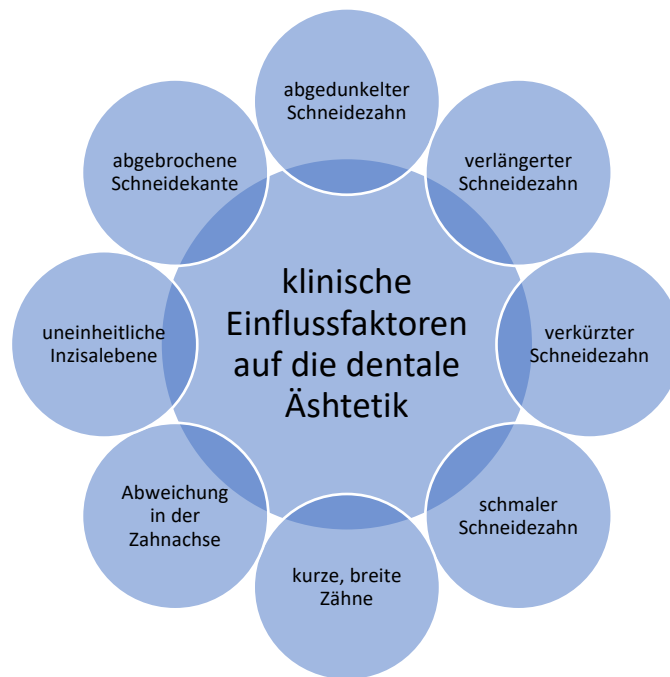 abgedunkelter
Schneidezahn
verlängerter
Schneidezahn
verkürzter
Schneidezahn
schmaler
Schneidezahn
kurze, breite
Zähne
Abweichung
in der
Zahnachse
uneinheitliche
Inzisalebene
abgebrochene
Schneidekante
klinische
Einflussfaktoren
auf die dentale
Äshtetik